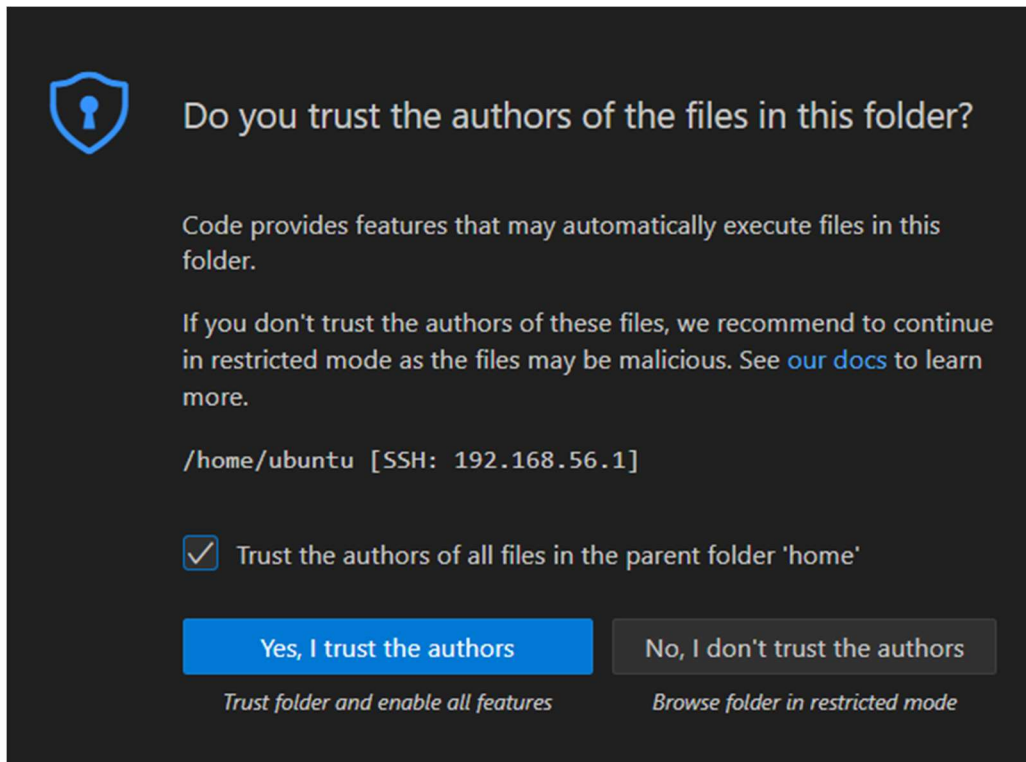 Do you trust the authors of the files in this folder?
Code provides features that may automatically execute files in this
folder.
If you don't trust the authors of these files, we recommend to continue
in restricted mode as the files may be malicious. See our docs to learn
more.
/home/ubuntu [SSH: 192.168.56.1]
Trust the authors of all files in the parent folder 'home'
Yes, I trust the authors
No, I don't trust the authors
Trust folder and enable all features
Browse folder in restricted mode